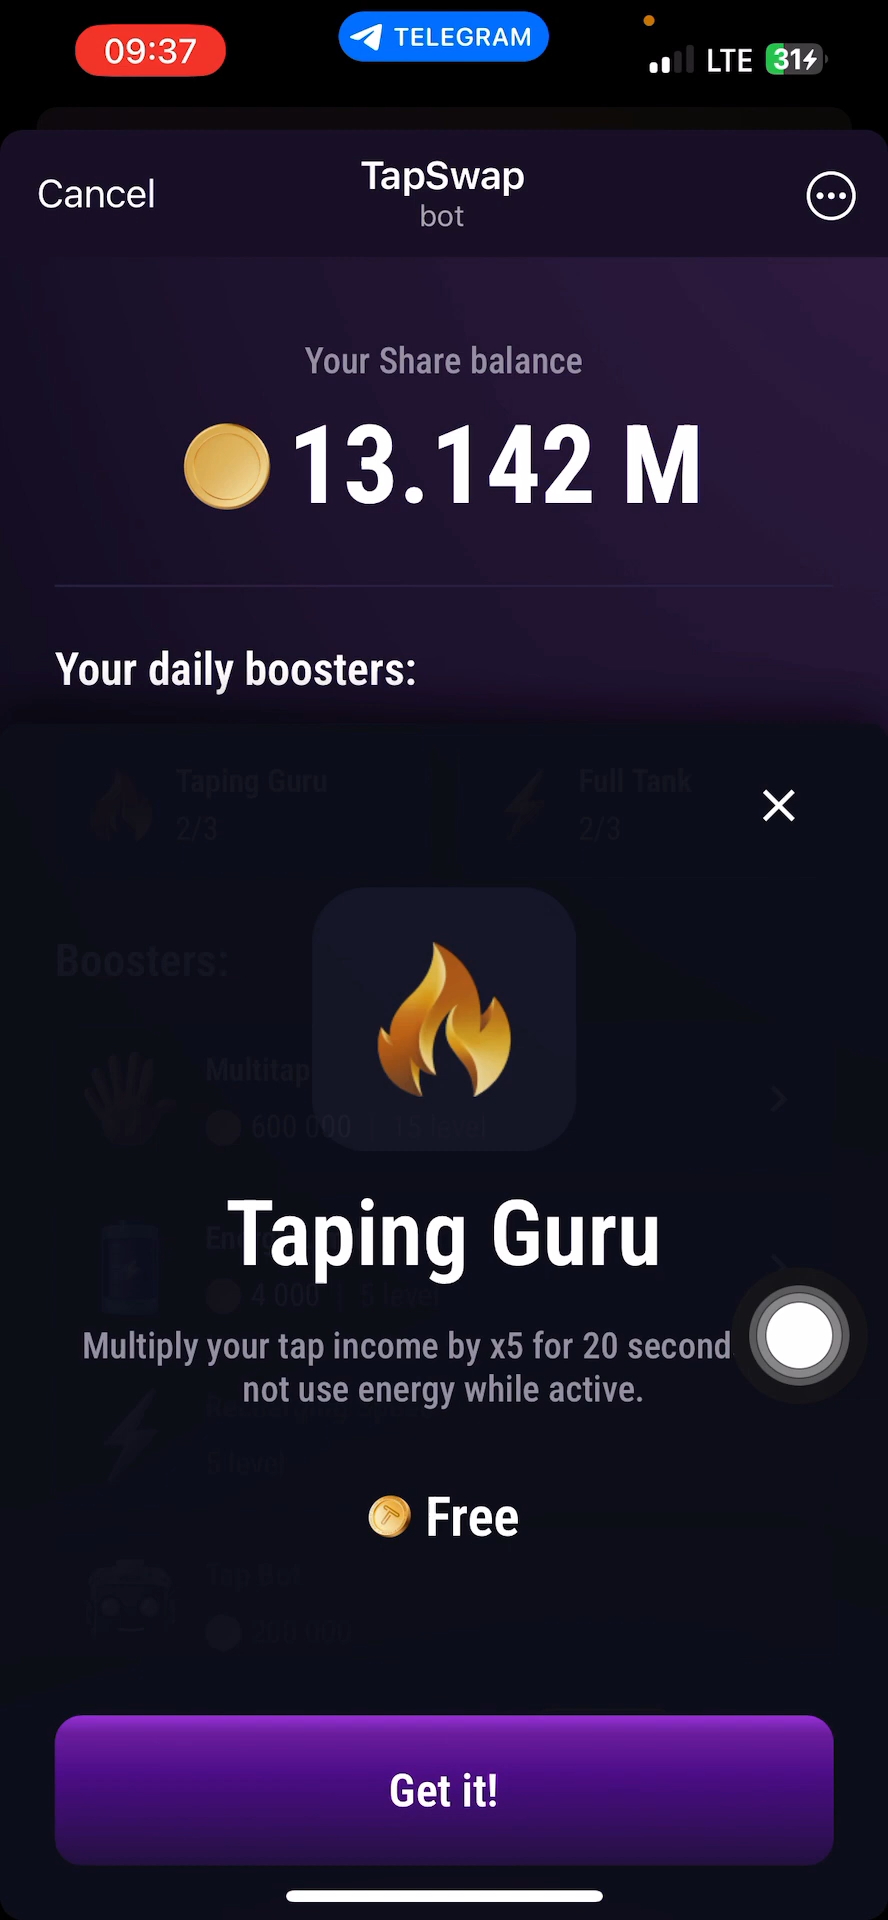 09:37
TELEGRAM
LTE
31
Cancel
TapSwap
bot
Your Share balance
13.142 M
Your daily boosters:
Taping Guru
2/3
Full Tank
2/3
Boosters:
Multitap
600 000 | 15 level
4 000 | 5 level
Taping Guru
Multiply your tap income by x5 for 20 second
not use energy while active.
5 level
Free
Tap Bot
200 000
Get it!